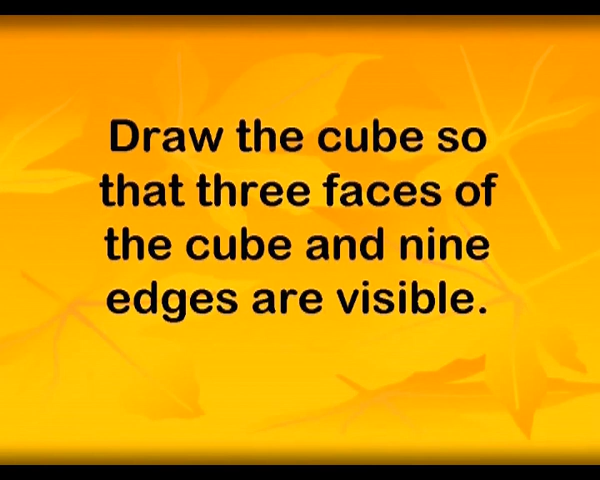 Draw the cube so
that three faces of
the cube and nine
edges are visible.